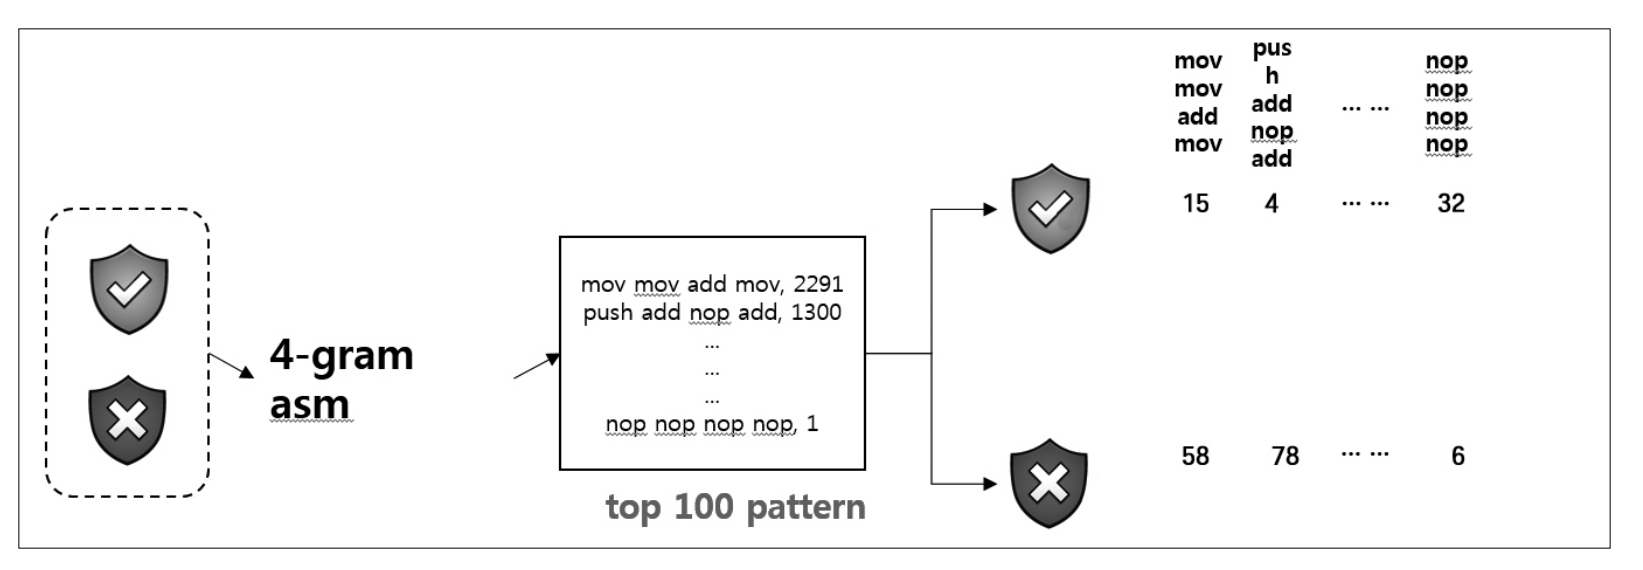 4-gram
asm
mov mov add mov, 2291
push add nop add, 1300
...
...
...
nop nop nop nop, 1
top 100 pattern
mov
mov
add
mov
pus
h
add
nop
add
... ...
nop
nop
nop
nop
15 4 ... ... 32
58 78 ... ... 6